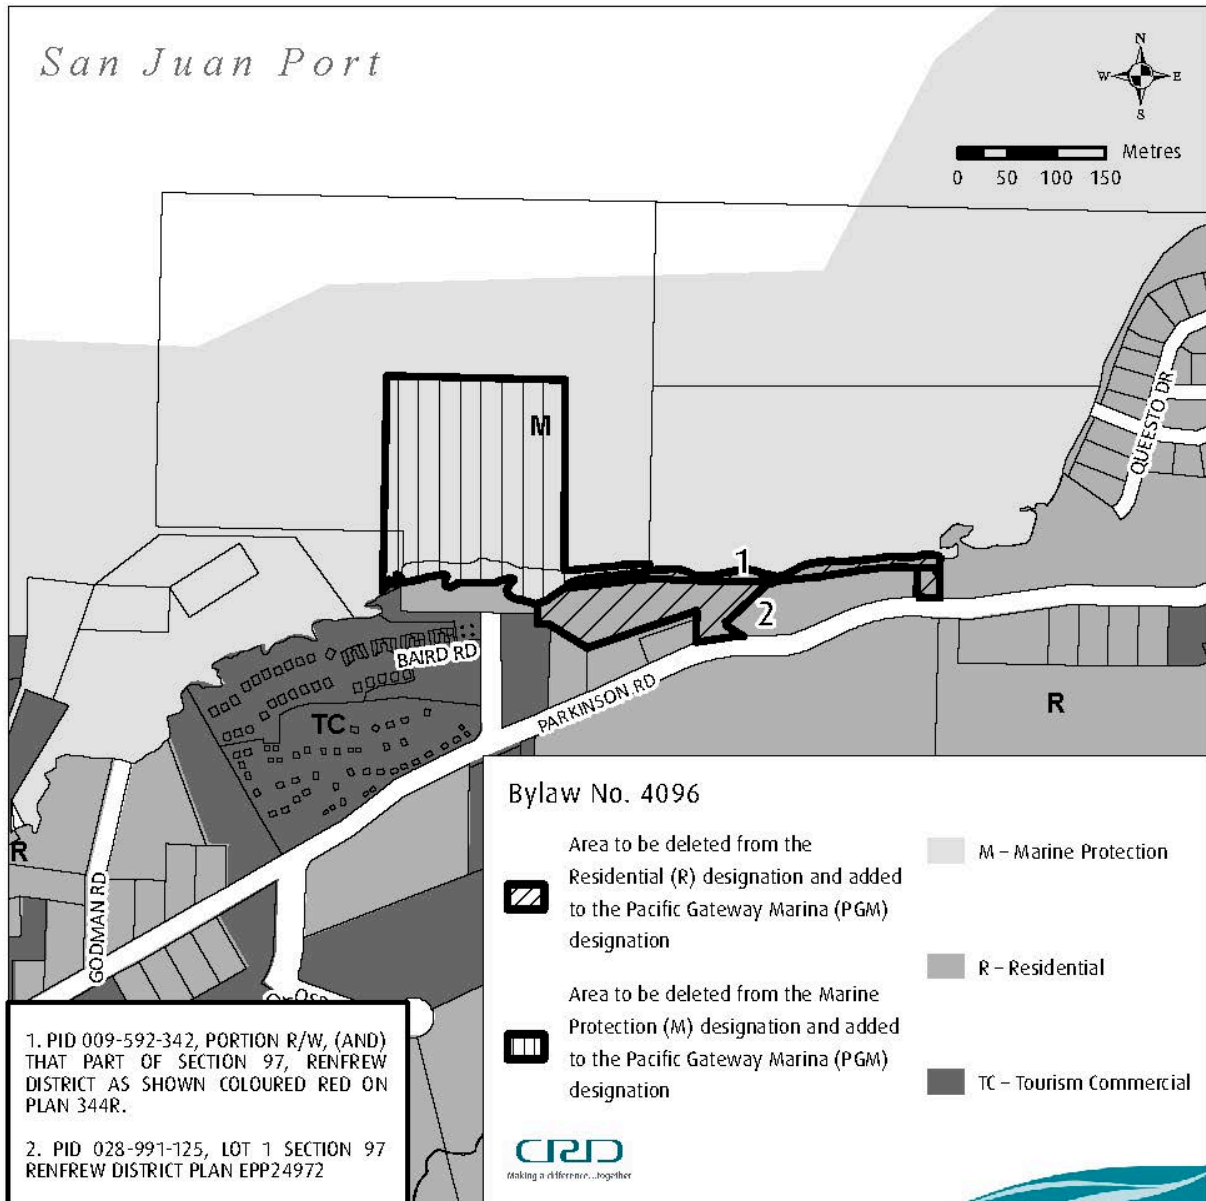 San Juan Port
N
W E
S
Metres
0 50 100 150
M
QUEESTO DR
1
2
BAIRD RD
PARKINSON RD
TC
R
R
GODMAN RD
Bylaw No. 4096
Area to be deleted from the
Residential (R) designation and added
to the Pacific Gateway Marina (PGM)
designation
Area to be deleted from the Marine
Protection (M) designation and added
to the Pacific Gateway Marina (PGM)
designation
M – Marine Protection
R – Residential
TC – Tourism Commercial
1. PID 009-592-342, PORTION R/W, (AND)
THAT PART OF SECTION 97, RENFREW
DISTRICT AS SHOWN COLOURED RED ON
PLAN 344R.
2. PID 028-991-125, LOT 1 SECTION 97
RENFREW DISTRICT PLAN EPP24972
CRD
Making a difference...together